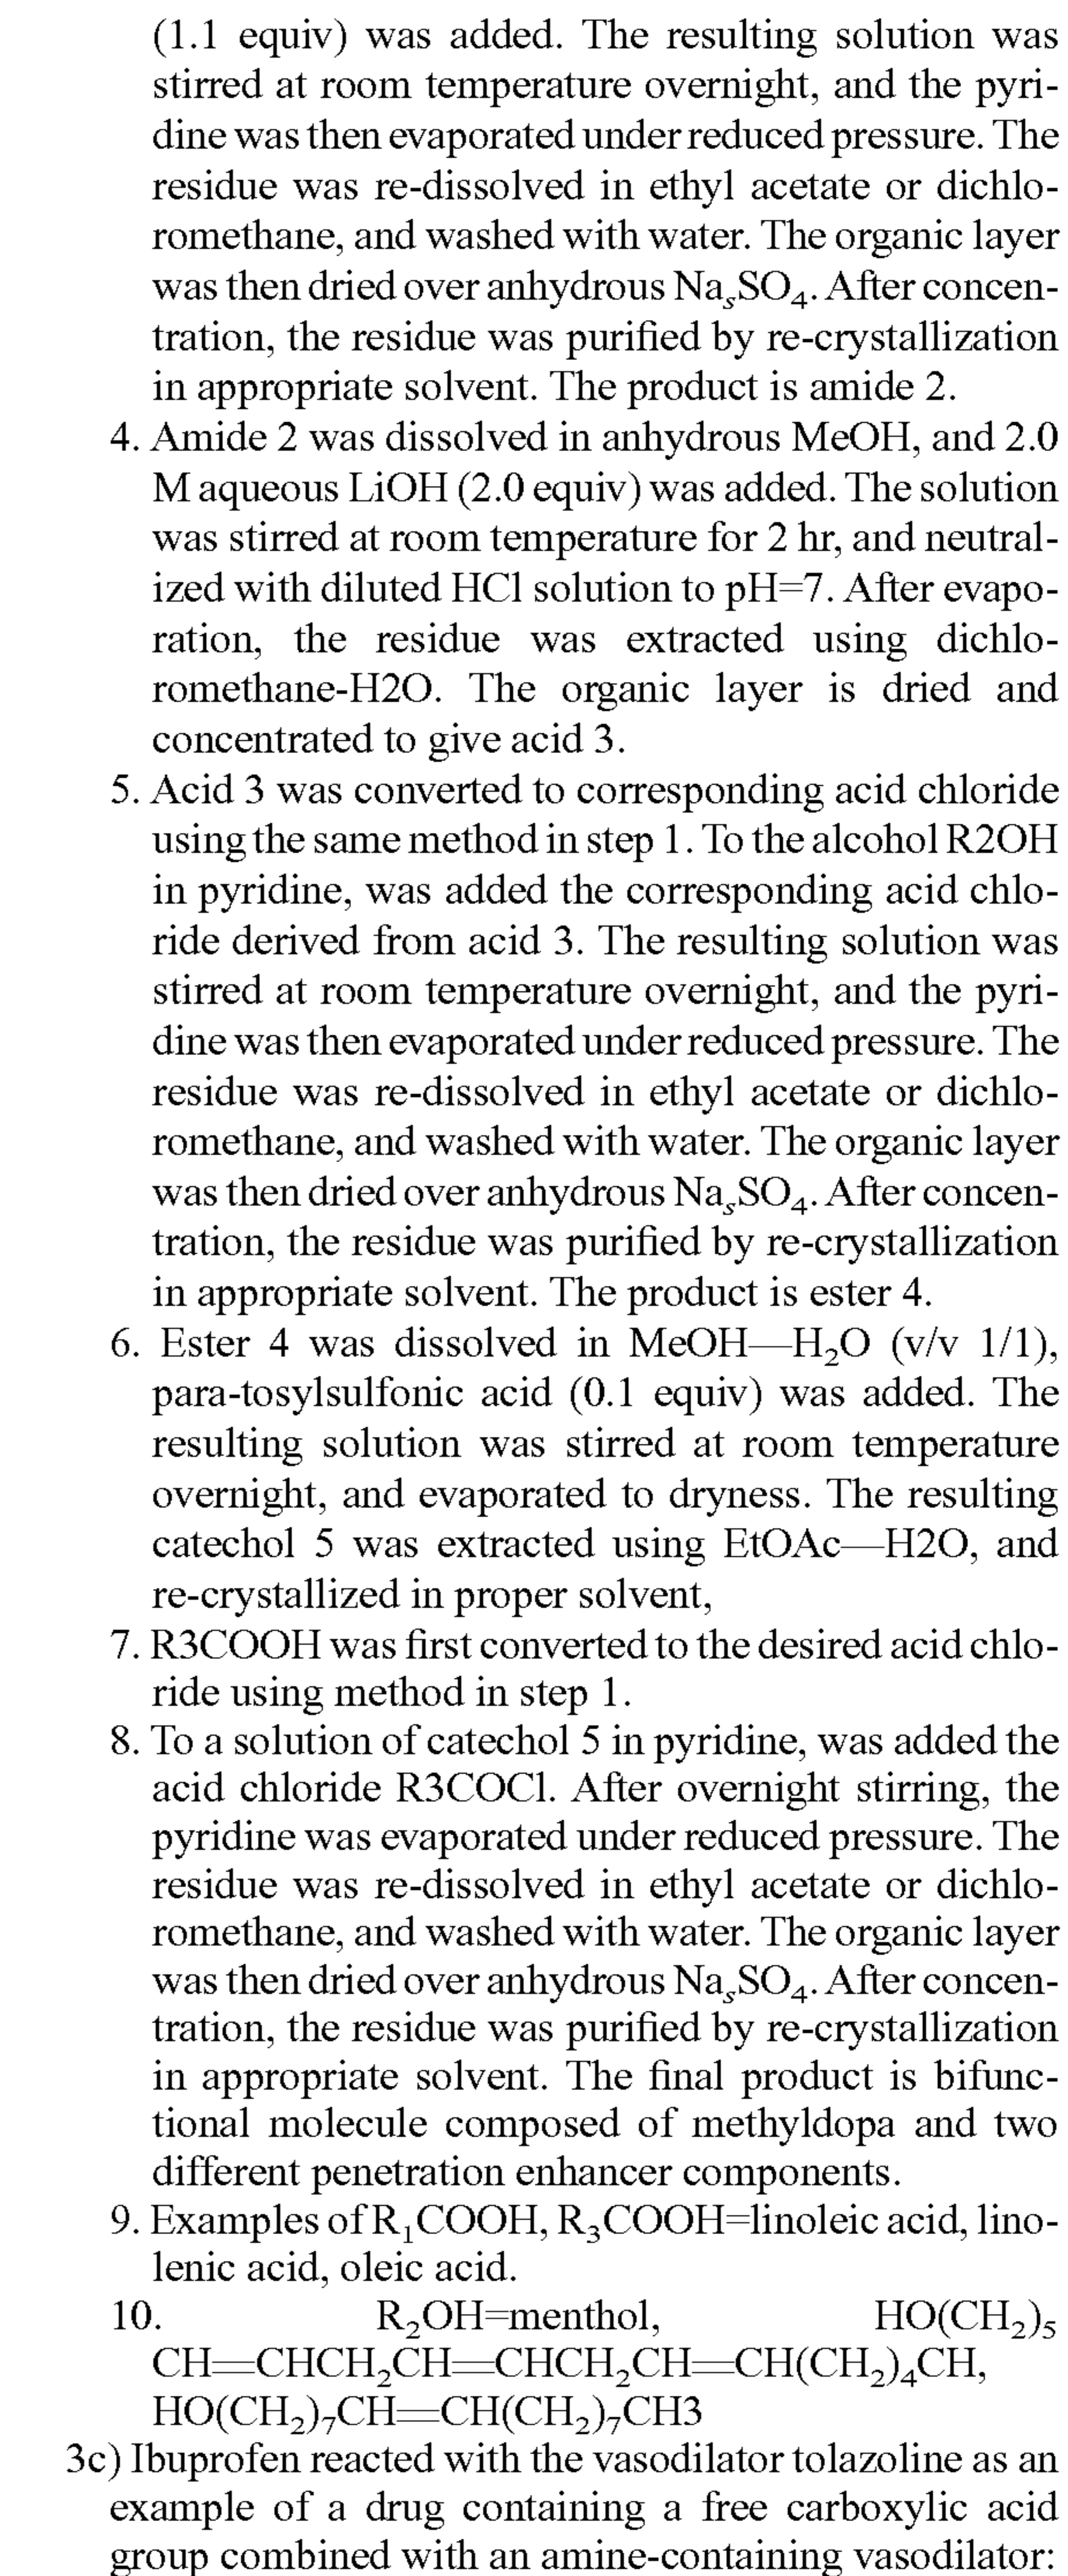 (1.1 equiv) was added. The resulting solution was
stirred at room temperature overnight, and the pyri-
dine was then evaporated under reduced pressure. The
residue was re-dissolved in ethyl acetate or dichlo-
romethane, and washed with water. The organic layer
was then dried over anhydrous NaₛSO₄. After concen-
tration, the residue was purified by re-crystallization
in appropriate solvent. The product is amide 2.
4. Amide 2 was dissolved in anhydrous MeOH, and 2.0
M aqueous LiOH (2.0 equiv) was added. The solution
was stirred at room temperature for 2 hr, and neutral-
ized with diluted HCl solution to pH=7. After evapo-
ration, the residue was extracted using dichlo-
romethane-H2O. The organic layer is dried and
concentrated to give acid 3.
5. Acid 3 was converted to corresponding acid chloride
using the same method in step 1. To the alcohol R2OH
in pyridine, was added the corresponding acid chlo-
ride derived from acid 3. The resulting solution was
stirred at room temperature overnight, and the pyri-
dine was then evaporated under reduced pressure. The
residue was re-dissolved in ethyl acetate or dichlo-
romethane, and washed with water. The organic layer
was then dried over anhydrous NaₛSO₄. After concen-
tration, the residue was purified by re-crystallization
in appropriate solvent. The product is ester 4.
6. Ester 4 was dissolved in MeOH—H₂O (v/v 1/1),
para-tosylsulfonic acid (0.1 equiv) was added. The
resulting solution was stirred at room temperature
overnight, and evaporated to dryness. The resulting
catechol 5 was extracted using EtOAc—H2O, and
re-crystallized in proper solvent,
7. R3COOH was first converted to the desired acid chlo-
ride using method in step 1.
8. To a solution of catechol 5 in pyridine, was added the
acid chloride R3COCl. After overnight stirring, the
pyridine was evaporated under reduced pressure. The
residue was re-dissolved in ethyl acetate or dichlo-
romethane, and washed with water. The organic layer
was then dried over anhydrous NaₛSO₄. After concen-
tration, the residue was purified by re-crystallization
in appropriate solvent. The final product is bifunc-
tional molecule composed of methyldopa and two
different penetration enhancer components.
9. Examples of R₁COOH, R₃COOH=linoleic acid, lino-
lenic acid, oleic acid.
10. R₂OH=menthol, HO(CH₂)₅
CH═CHCH₂CH═CHCH₂CH═CH(CH₂)₄CH,
HO(CH₂)₇CH═CH(CH₂)₇CH3
3c) Ibuprofen reacted with the vasodilator tolazoline as an
example of a drug containing a free carboxylic acid
group combined with an amine-containing vasodilator: